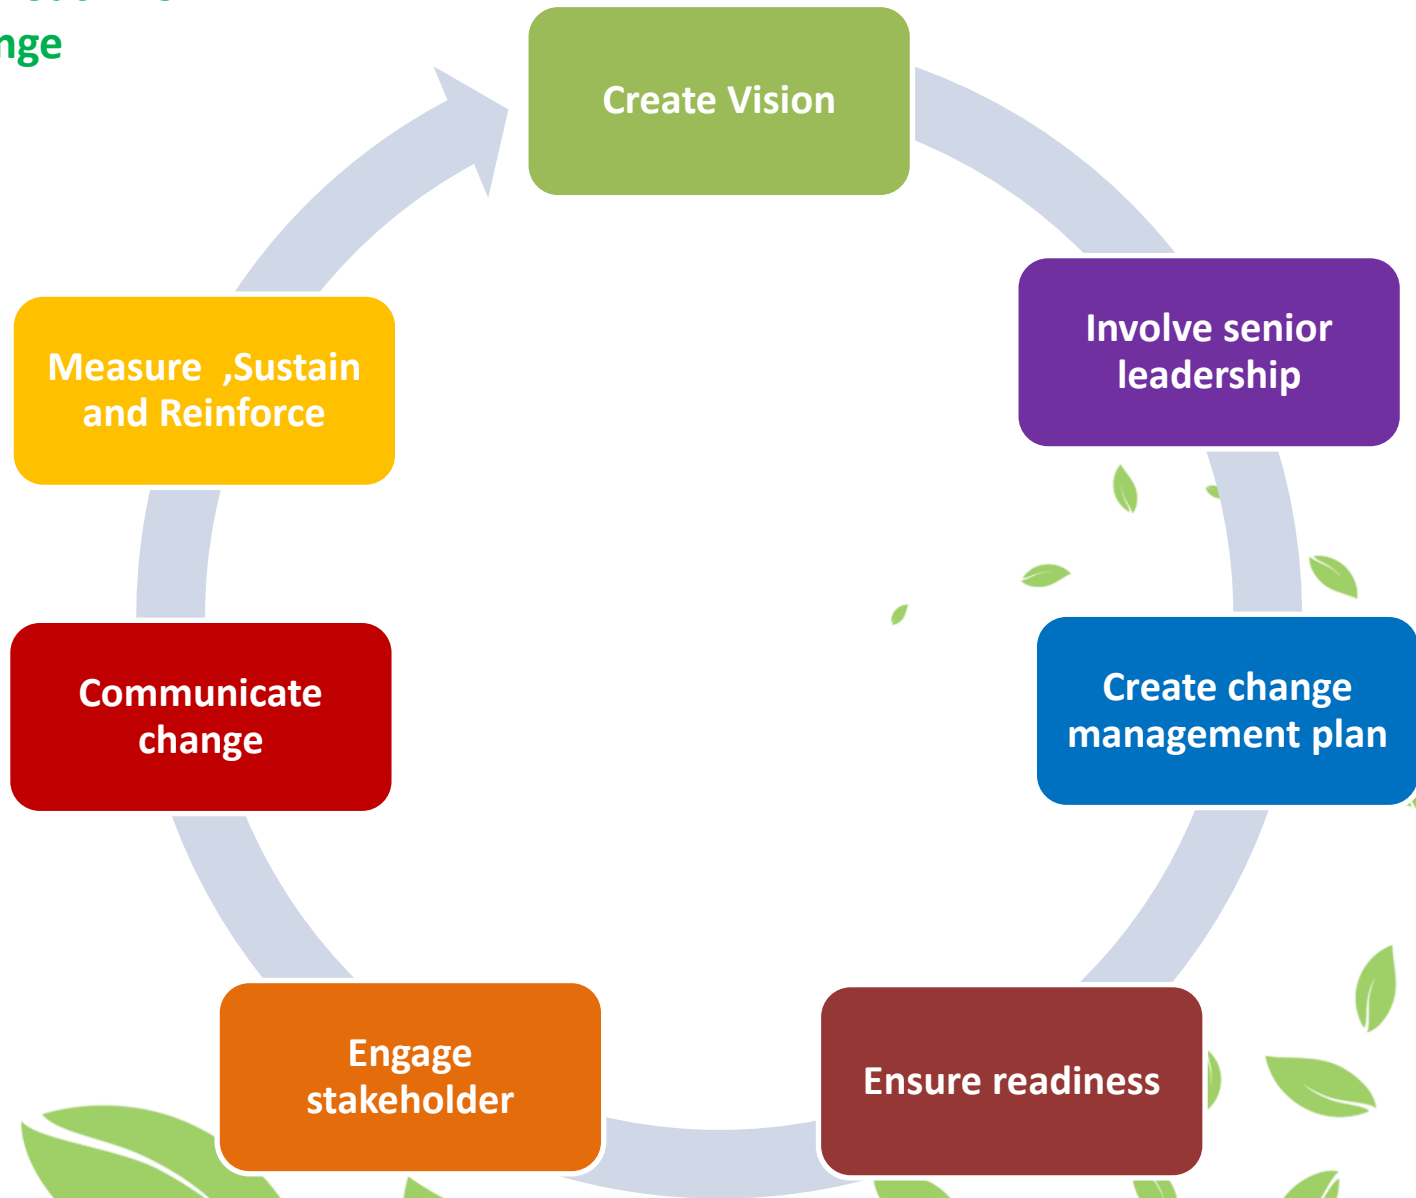 nge
Create Vision
Involve senior
leadership
Create change
management plan
Ensure readiness
Engage
stakeholder
Communicate
change
Measure ,Sustain
and Reinforce